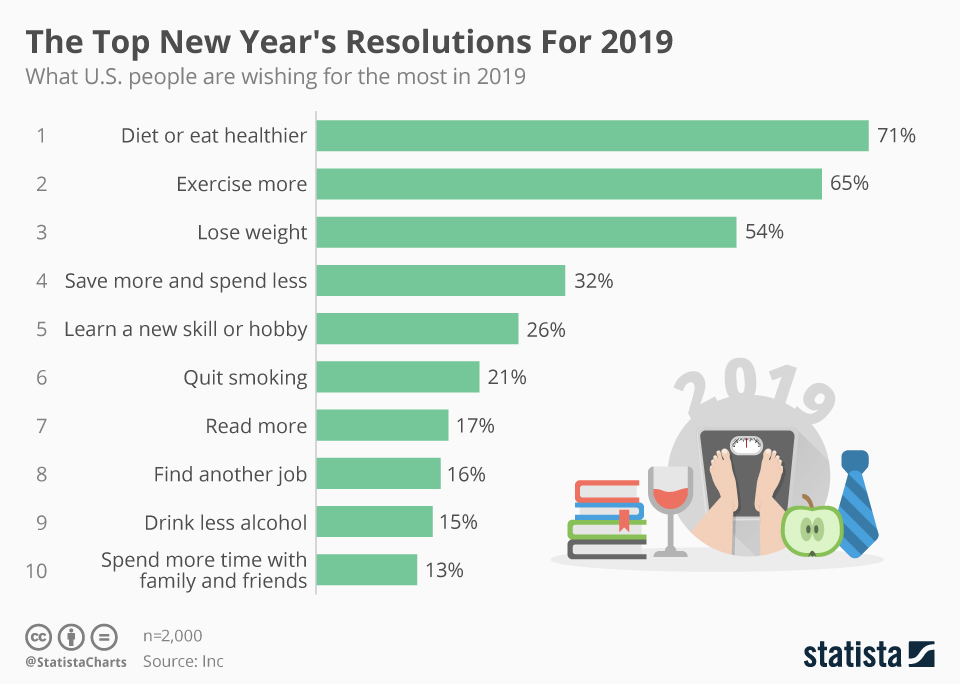 The Top New Year's Resolutions For 2019
What U.S. people are wishing for the most in 2019
1 Diet or eat healthier 71%
2 Exercise more 65%
3 Lose weight 54%
4 Save more and spend less 32%
5 Learn a new skill or hobby 26%
6 Quit smoking 21%
7 Read more 17%
8 Find another job 16%
9 Drink less alcohol 15%
10 Spend more time with
family and friends 13%
2019
cc
n=2,000
@StatistaCharts Source: Inc
statista